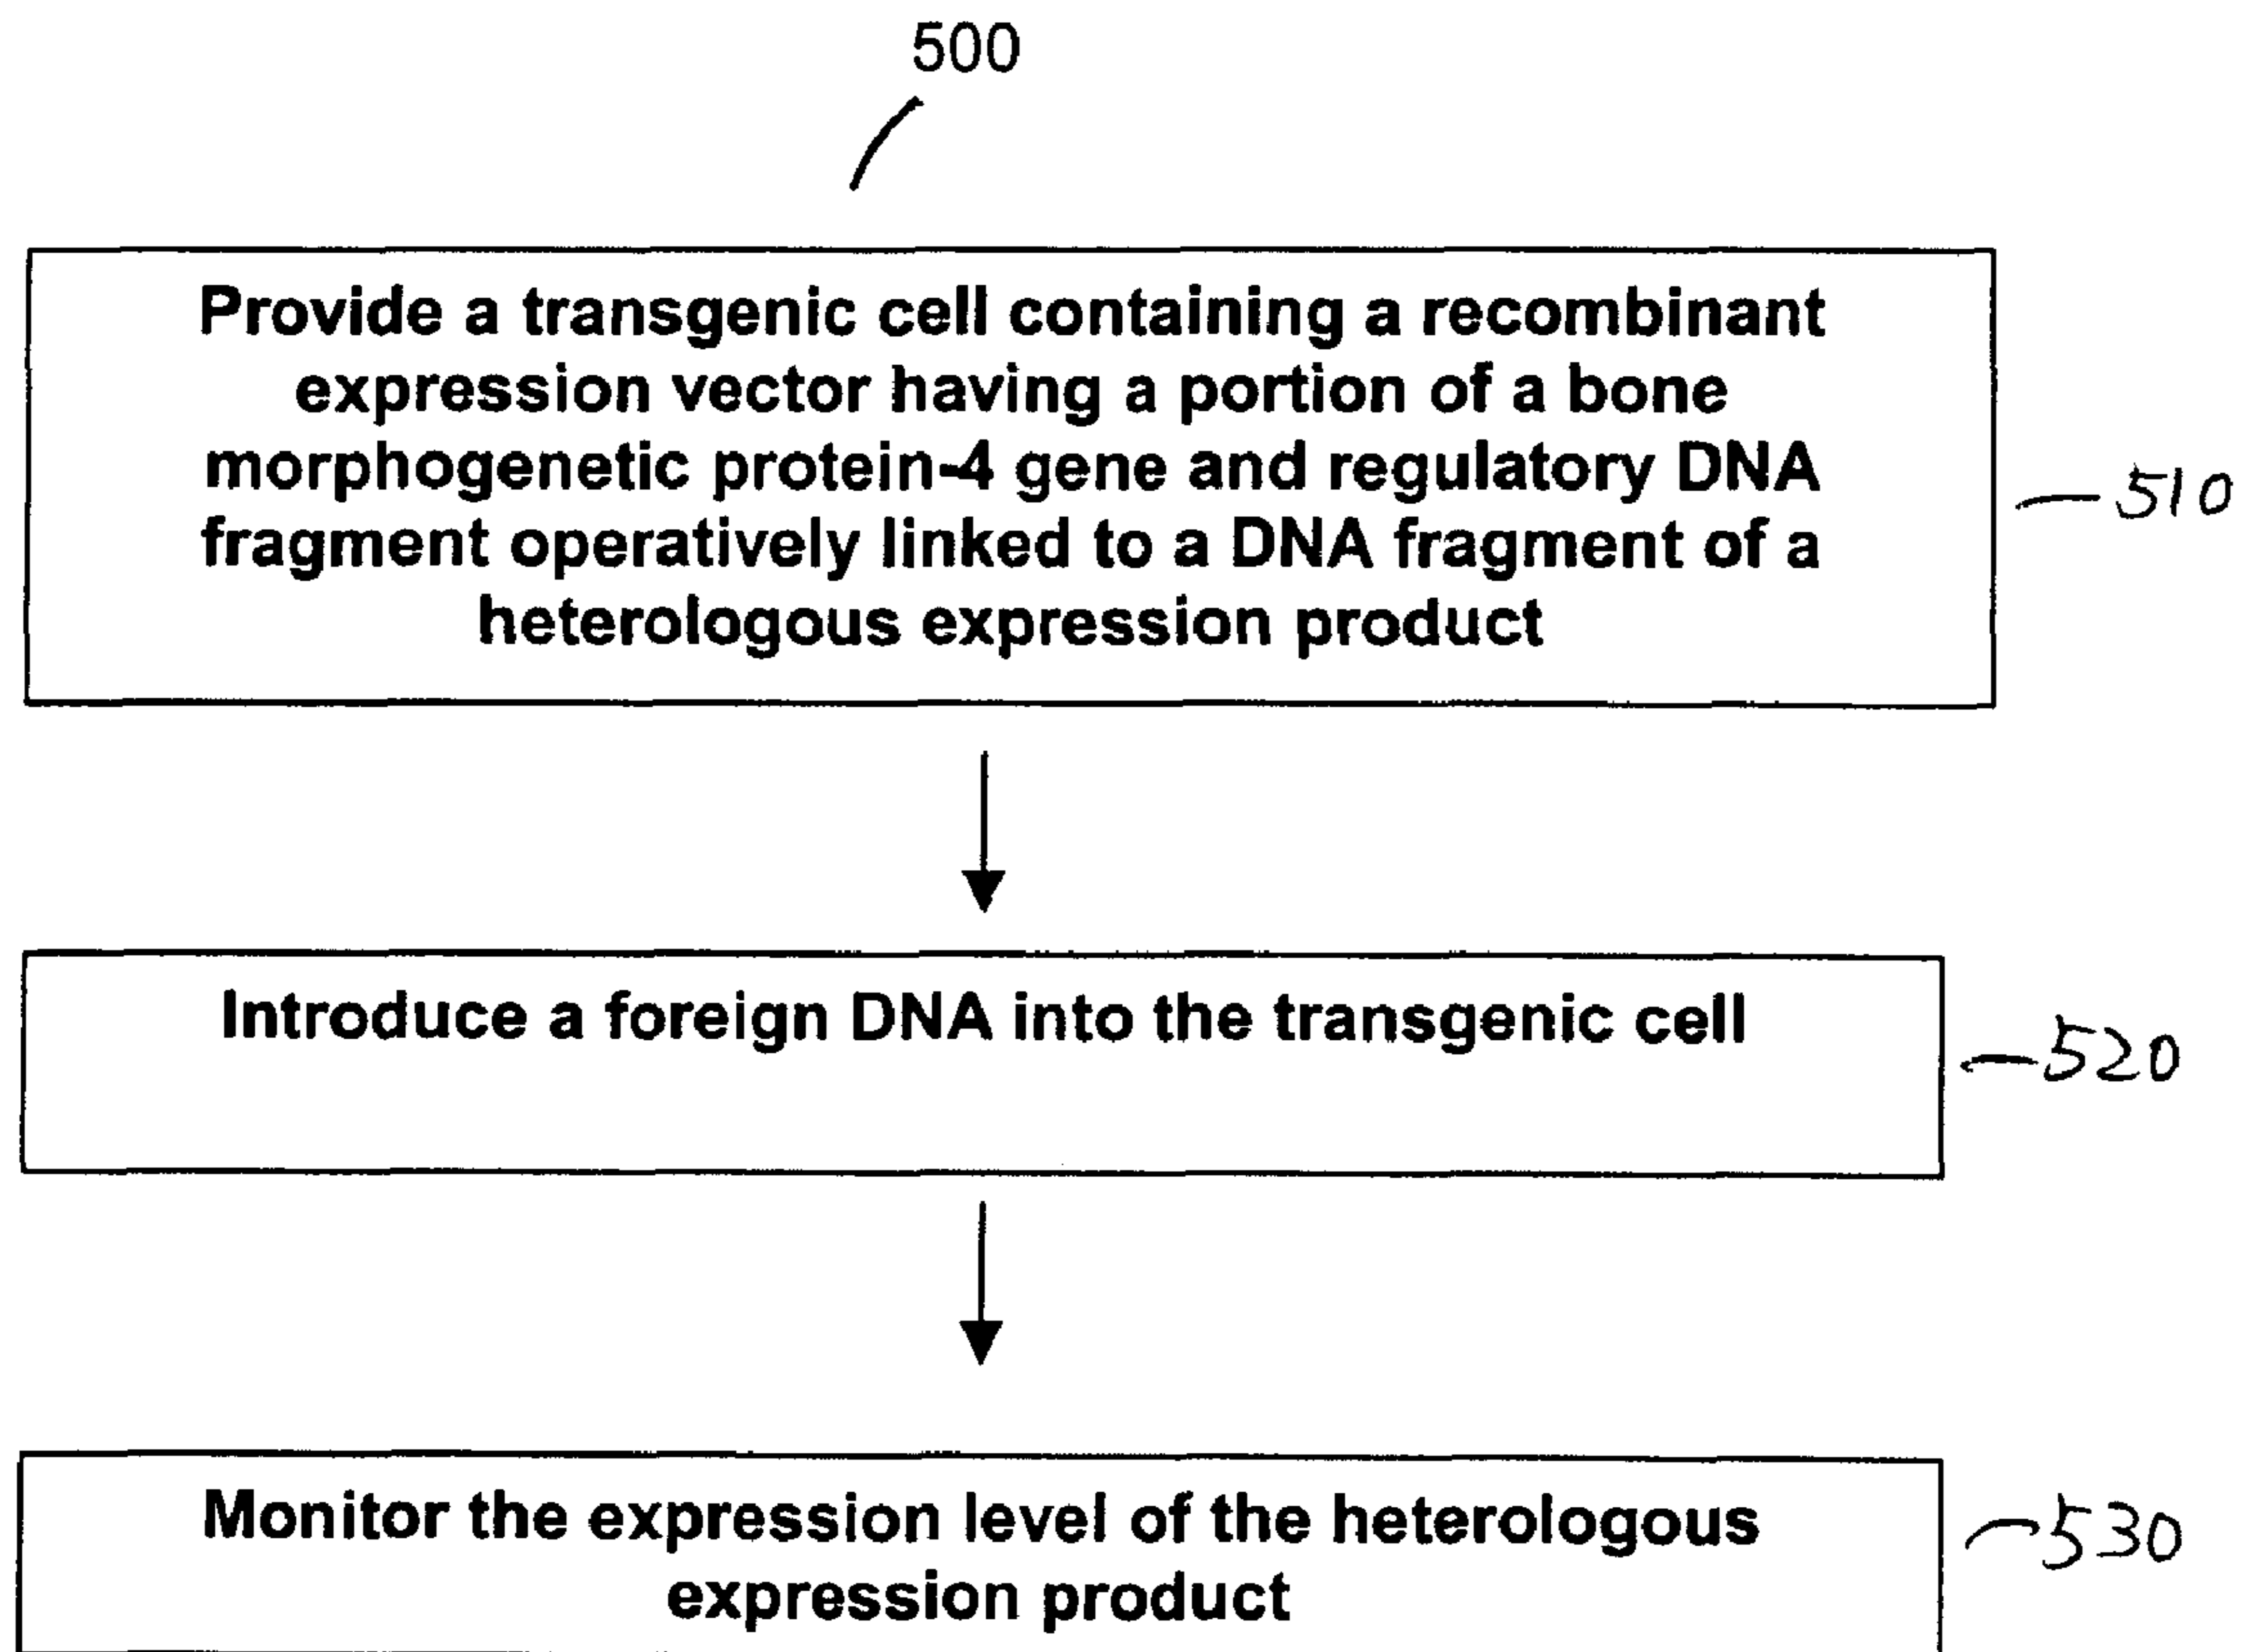 500
Provide a transgenic cell containing a recombinant
expression vector having a portion of a bone
morphogenetic protein-4 gene and regulatory DNA
fragment operatively linked to a DNA fragment of a
heterologous expression product
510
Introduce a foreign DNA into the transgenic cell
520
Monitor the expression level of the heterologous
expression product
530